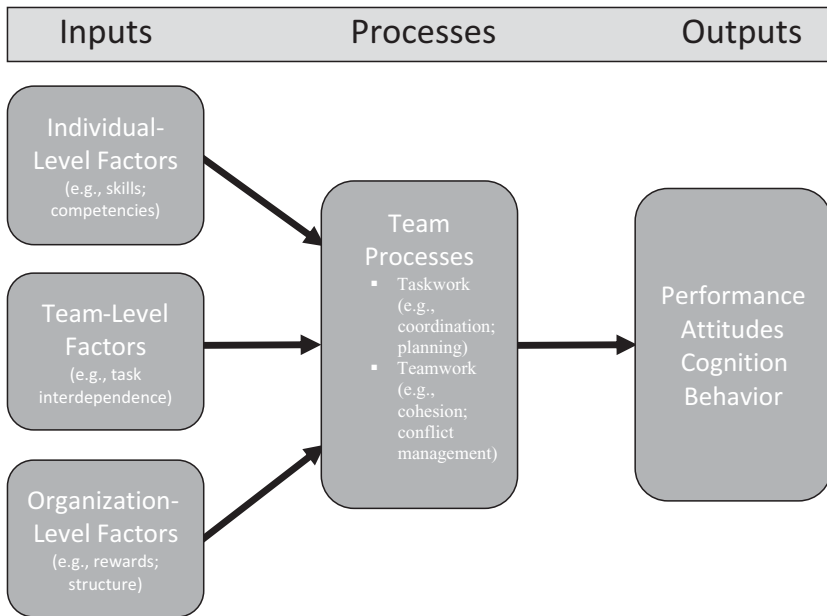 Inputs Processes Outputs
Individual-
Level Factors
(e.g., skills;
competencies)
Team-Level
Factors
(e.g., task
interdependence)
Organization-
Level Factors
(e.g., rewards;
structure)
Team
Processes
▪ Taskwork
(e.g.,
coordination;
planning)
▪ Teamwork
(e.g.,
cohesion;
conflict
management)
Performance
Attitudes
Cognition
Behavior